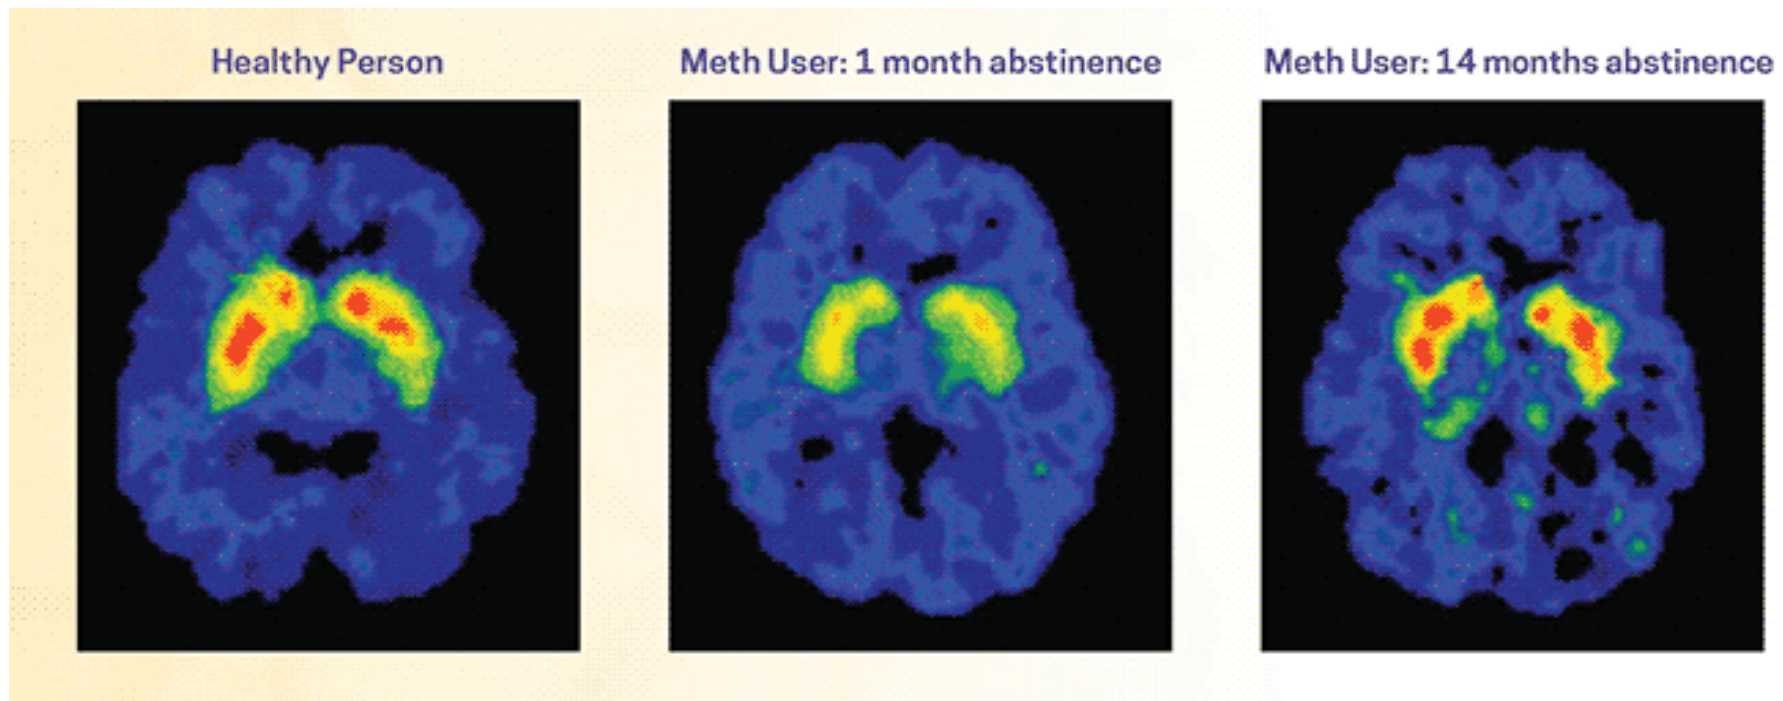 Healthy Person
Meth User: 1 month abstinence
Meth User: 14 months abstinence